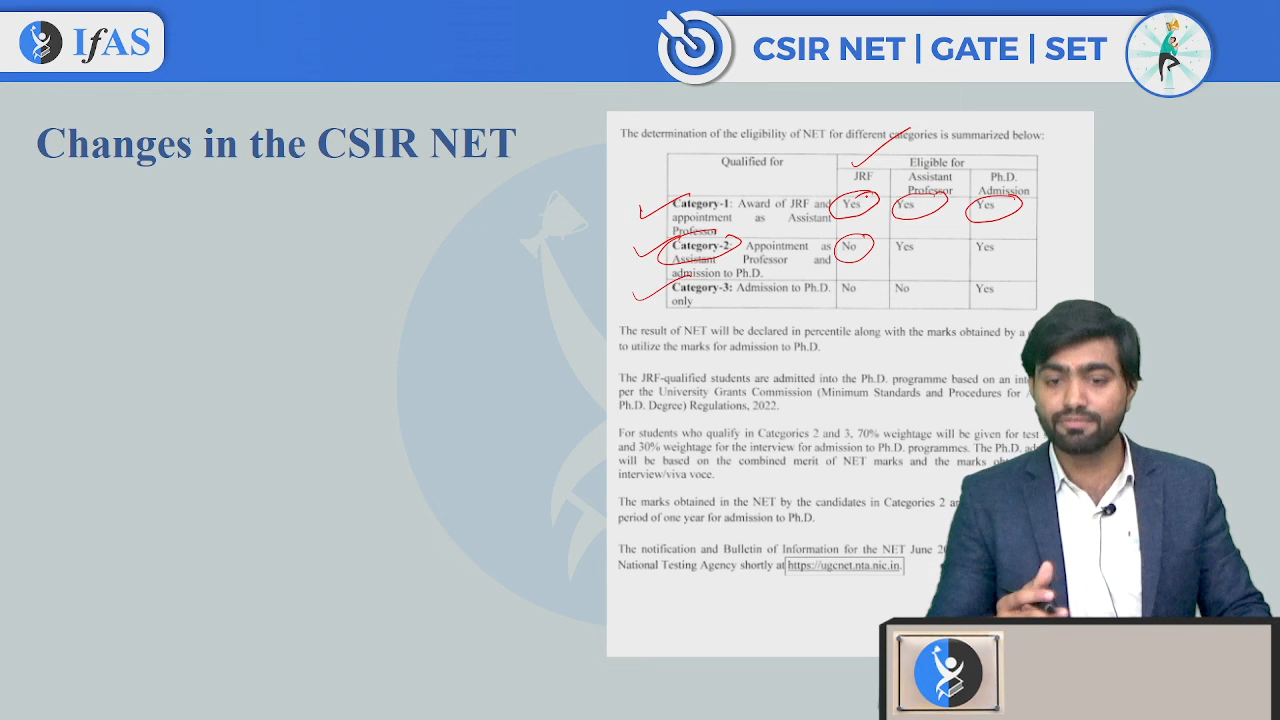 IfAS
CSIR NET | GATE | SET
Changes in the CSIR NET
The determination of the eligibility of NET for different categories is summarized below:
Qualified for
Eligible for
JRF
Assistant Professor
Ph.D. Admission
Category-1: Award of JRF and
appointment as Assistant
Professor
Yes
Yes
Yes
Category-2: Appointment as
Assistant Professor and
admission to Ph.D.
No
Yes
Yes
Category-3: Admission to Ph.D.
only
No
No
Yes
The result of NET will be declared in percentile along with the marks obtained by a
to utilize the marks for admission to Ph.D.
The JRF-qualified students are admitted into the Ph.D. programme based on an
per the University Grants Commission (Minimum Standards and Procedures for
Ph.D. Degree) Regulations, 2022.
For students who qualify in Categories 2 and 3, 70% weightage will be given for test
and 30% weightage for the interview for admission to Ph.D. programmes. The Ph.D.
will be based on the combined merit of NET marks and the marks
interview/viva voce.
The marks obtained in the NET by the candidates in Categories 2
period of one year for admission to Ph.D.
The notification and Bulletin of Information for the NET June
National Testing Agency shortly at https://ugcnet.nta.nic.in.